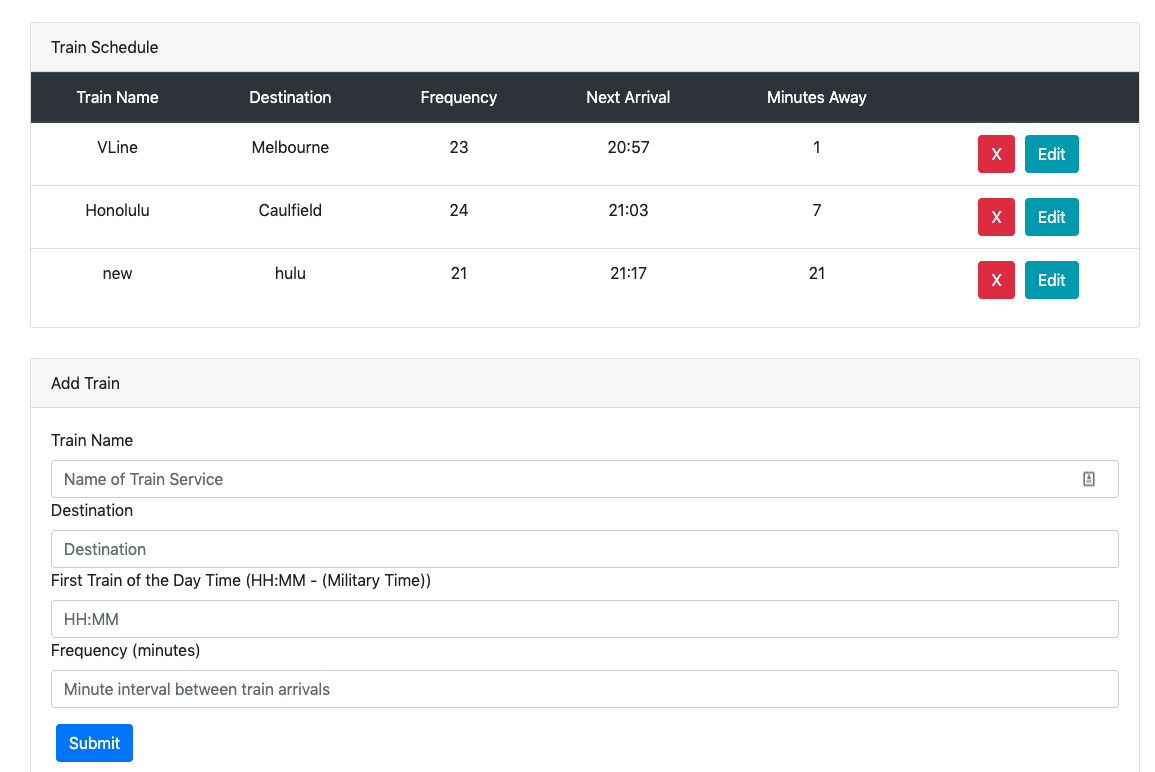 Train Schedule
Train Name Destination Frequency Next Arrival Minutes Away
VLine Melbourne 23 20:57 1 X Edit
Honolulu Caulfield 24 21:03 7 X Edit
new hulu 21 21:17 21 X Edit
Add Train
Train Name
Name of Train Service
Destination
Destination
First Train of the Day Time (HH:MM - (Military Time))
HH:MM
Frequency (minutes)
Minute interval between train arrivals
Submit